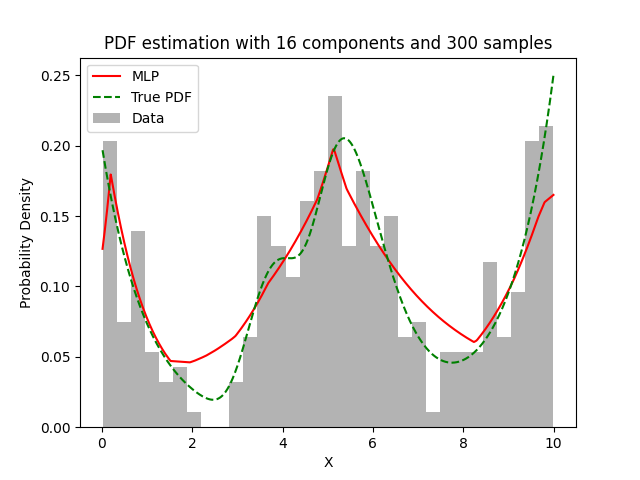 PDF estimation with 16 components and 300 samples
MLP
True PDF
Data
Probability Density
0.25
0.20
0.15
0.10
0.05
0.00
0 2 4 6 8 10
X